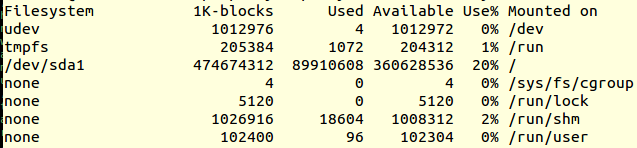 Filesystem 1K-blocks Used Available Use% Mounted on
udev 1012976 4 1012972 0% /dev
tmpfs 205384 1072 204312 1% /run
/dev/sda1 474674312 89910608 360628536 20% /
none 4 0 4 0% /sys/fs/cgroup
none 5120 0 5120 0% /run/lock
none 1026916 18604 1008312 2% /run/shm
none 102400 96 102304 0% /run/user